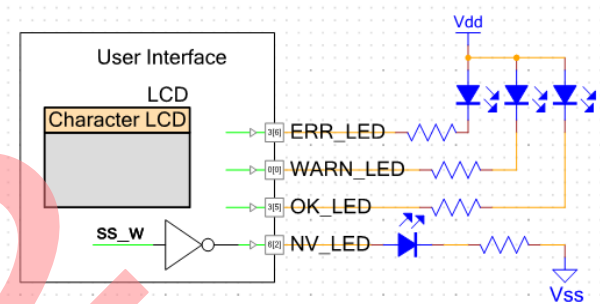 Vdd
User Interface
LCD
Character LCD
3[6] ERR_LED
0[0] WARN_LED
3[5] OK_LED
SS_W
6[2] NV_LED
Vss